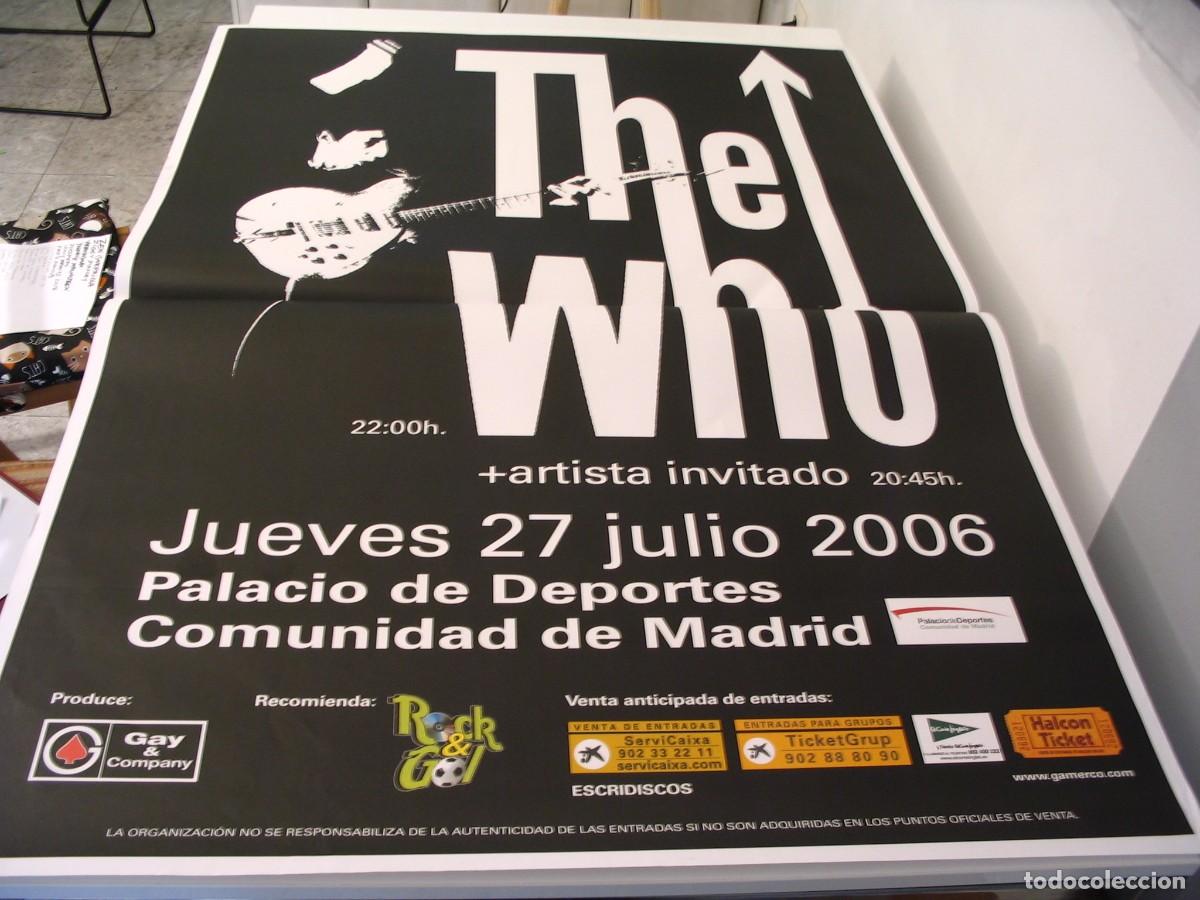 The
Who
22:00h.
+artista invitado 20:45h.
Jueves 27 julio 2006
Palacio de Deportes
Comunidad de Madrid
PalaciodeDeportes
Comunidad de Madrid
Produce:
Gay
&
Company
Recomienda:
Rock
&
Gol
Venta anticipada de entradas:
VENTA DE ENTRADAS
ServiCaixa
902 33 22 11
servicaixa.com
ENTRADAS PARA GRUPOS
TicketGrup
902 88 80 90
El Corte Inglés
Halcon
Ticket
ESCRIDISCOS
www.gamerco.com
LA ORGANIZACIÓN NO SE RESPONSABILIZA DE LA AUTENTICIDAD DE LAS ENTRADAS SI NO SON ADQUIRIDAS EN LOS PUNTOS OFICIALES DE VENTA.
todocoleccion